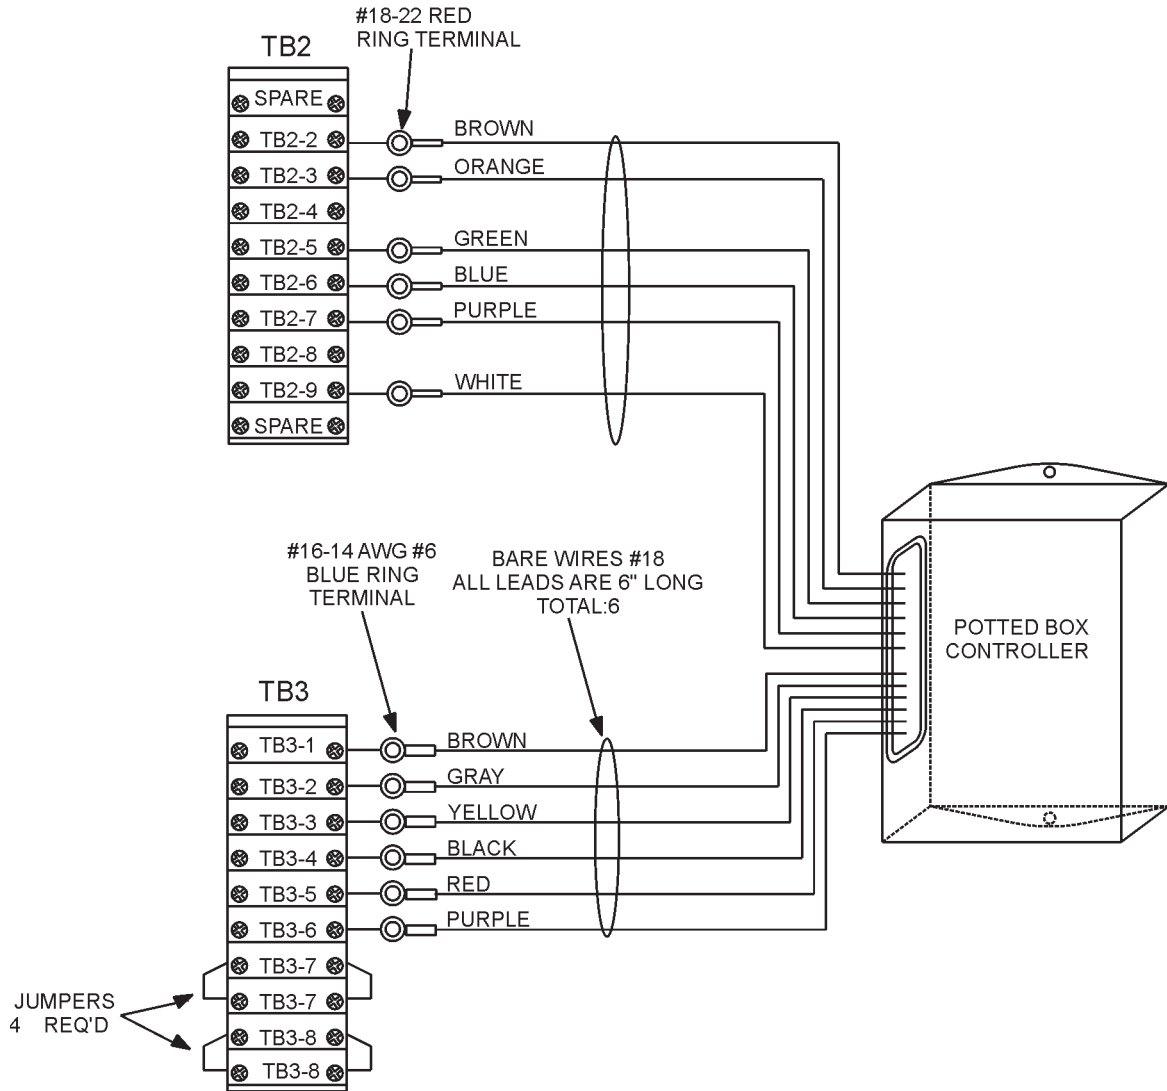 #18-22 RED
RING TERMINAL
TB2
SPARE
TB2-2
BROWN
TB2-3
ORANGE
TB2-4
TB2-5
GREEN
TB2-6
BLUE
TB2-7
PURPLE
TB2-8
TB2-9
WHITE
SPARE
#16-14 AWG #6
BLUE RING
TERMINAL
BARE WIRES #18
ALL LEADS ARE 6" LONG
TOTAL:6
POTTED BOX
CONTROLLER
TB3
TB3-1
BROWN
TB3-2
GRAY
TB3-3
YELLOW
TB3-4
BLACK
TB3-5
RED
TB3-6
PURPLE
TB3-7
TB3-7
TB3-8
TB3-8
JUMPERS
4 REQ'D